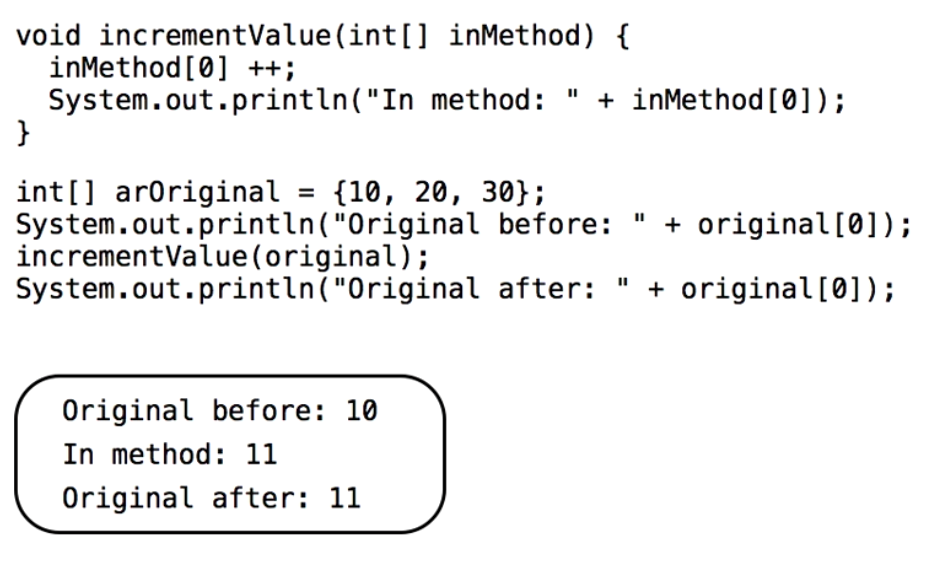 void incrementValue(int[] inMethod) {
  inMethod[0] ++;
  System.out.println("In method: " + inMethod[0]);
}

int[] arOriginal = {10, 20, 30};
System.out.println("Original before: " + original[0]);
incrementValue(original);
System.out.println("Original after: " + original[0]);

Original before: 10
In method: 11
Original after: 11